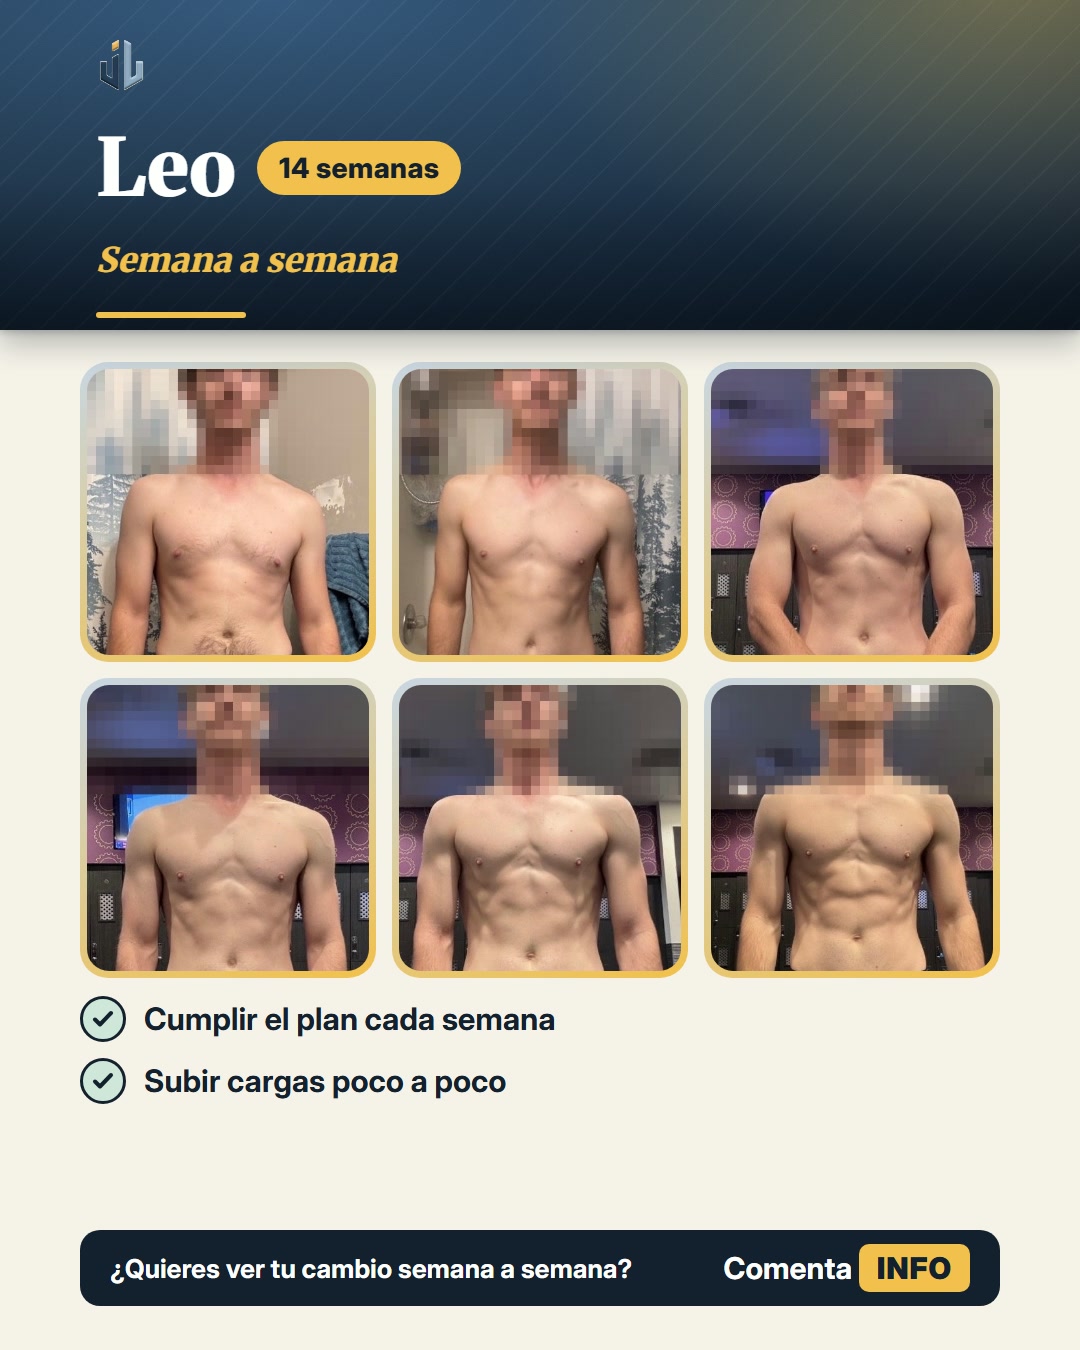 Leo
14 semanas
Semana a semana
Cumplir el plan cada semana
Subir cargas poco a poco
¿Quieres ver tu cambio semana a semana?
Comenta INFO